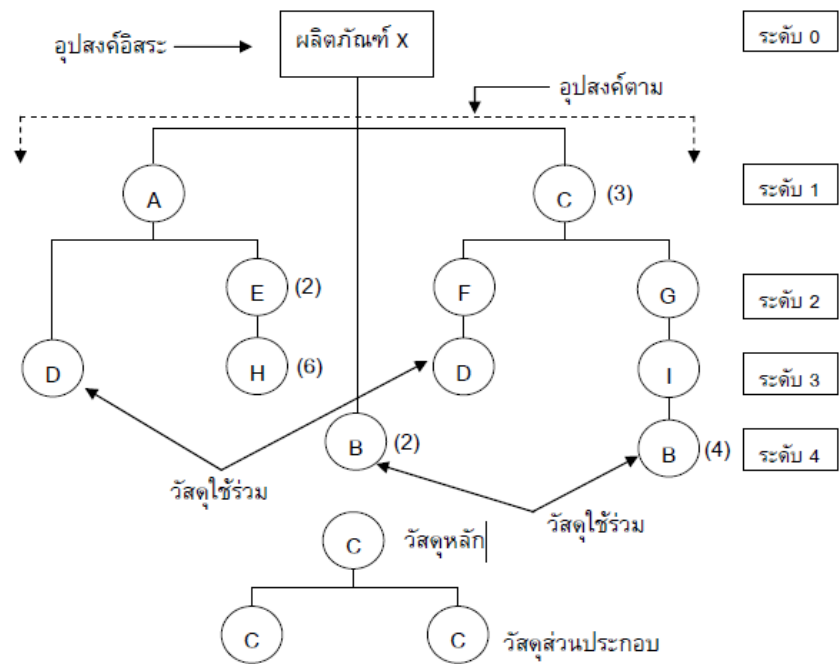 ผลิตภัณฑ์ X
ระดับ 0
อุปสงค์อิสระ
อุปสงค์ตาม
A
C (3)
ระดับ 1
E (2)
F
G
ระดับ 2
D
H (6)
D
I
ระดับ 3
B (2)
B (4)
ระดับ 4
วัสดุใช้ร่วม
วัสดุใช้ร่วม
C
วัสดุหลัก
C
C
วัสดุส่วนประกอบ